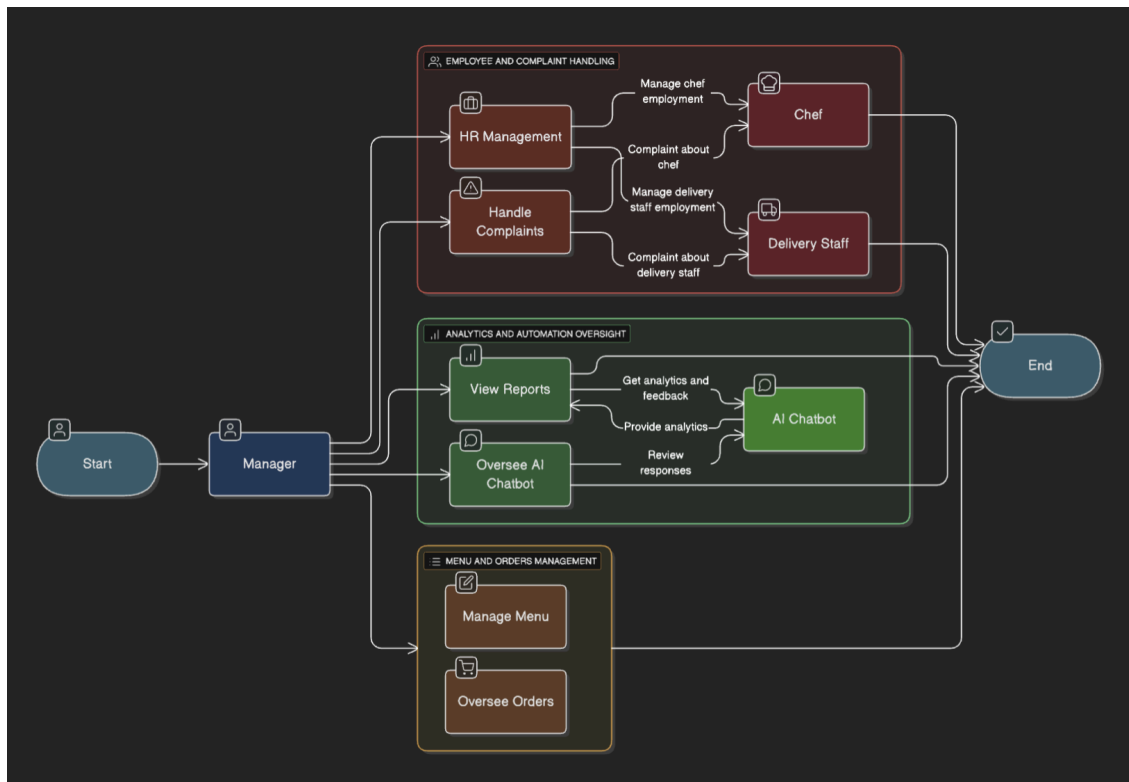 EMPLOYEE AND COMPLAINT HANDLING
HR Management
Manage chef
employment
Chef
Complaint about
chef
Handle
Complaints
Manage delivery
staff employment
Delivery Staff
Complaint about
delivery staff
ANALYTICS AND AUTOMATION OVERSIGHT
View Reports
Get analytics and
feedback
AI Chatbot
Provide analytics
Oversee AI
Chatbot
Review
responses
End
Start
Manager
MENU AND ORDERS MANAGEMENT
Manage Menu
Oversee Orders